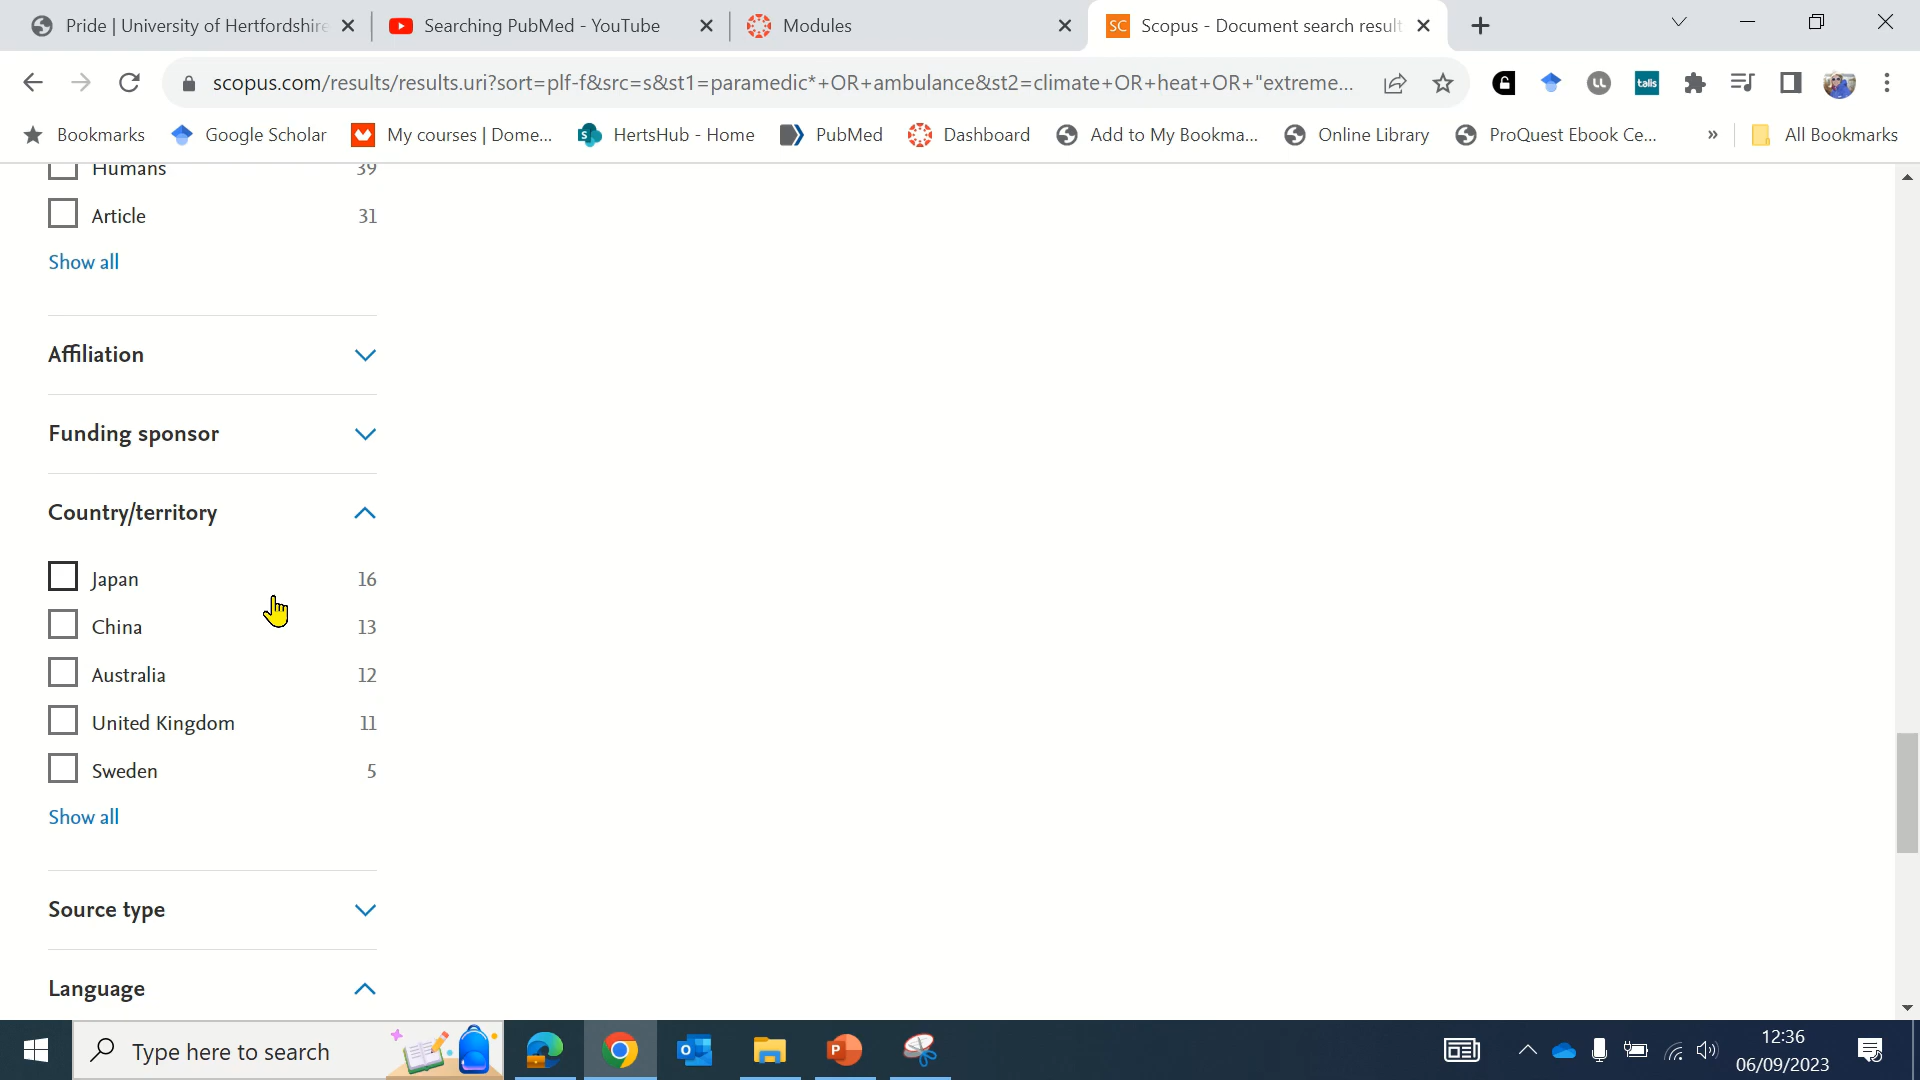 Pride | University of Hertfordshire
Searching PubMed - YouTube
Modules
SC Scopus - Document search result
scopus.com/results/results.uri?sort=plf-f&src=s&st1=paramedic*+OR+ambulance&st2=climate+OR+heat+OR+"extreme...
talis
Bookmarks
Google Scholar
My courses | Dome...
HertsHub - Home
PubMed
Dashboard
Add to My Bookma...
Online Library
ProQuest Ebook Ce...
»
All Bookmarks
Humans 39
Article 31
Show all
Affiliation
Funding sponsor
Country/territory
Japan 16
China 13
Australia 12
United Kingdom 11
Sweden 5
Show all
Source type
Language
Type here to search
12:36
06/09/2023